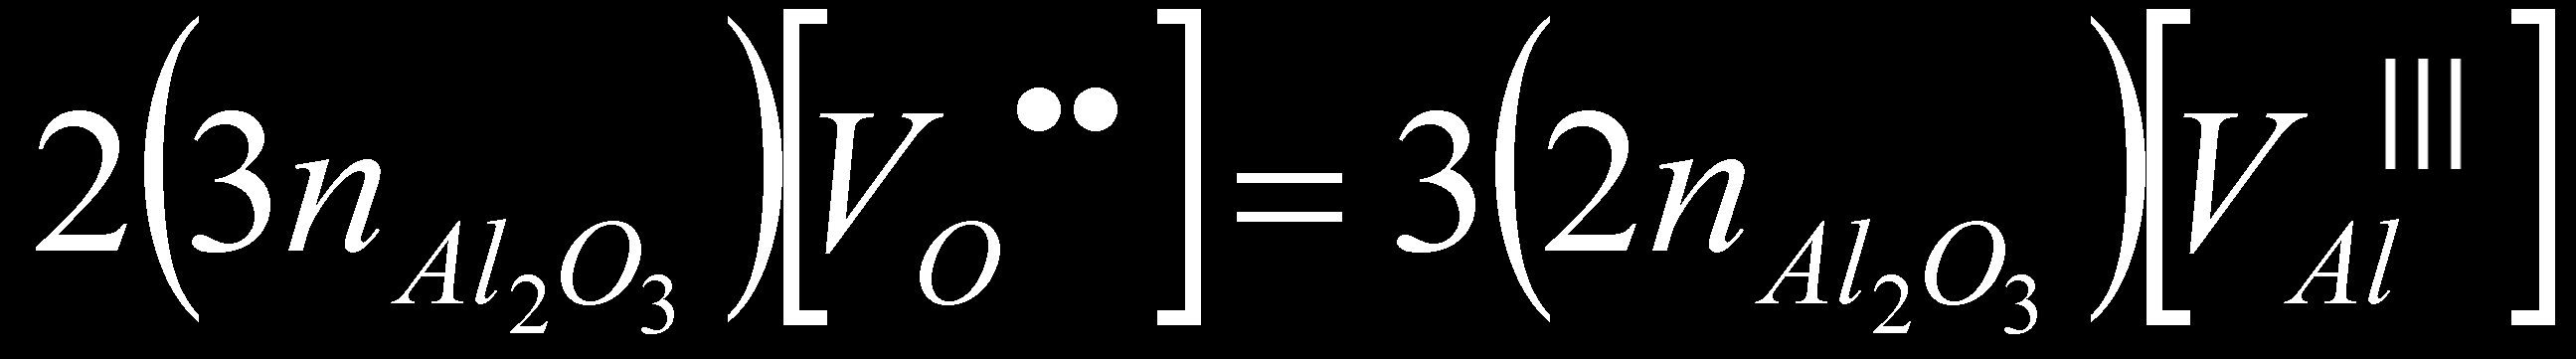 2(3n_{Al_2O_3})[V_O^{••}] = 3(2n_{Al_2O_3})[V_{Al}^{|||}]